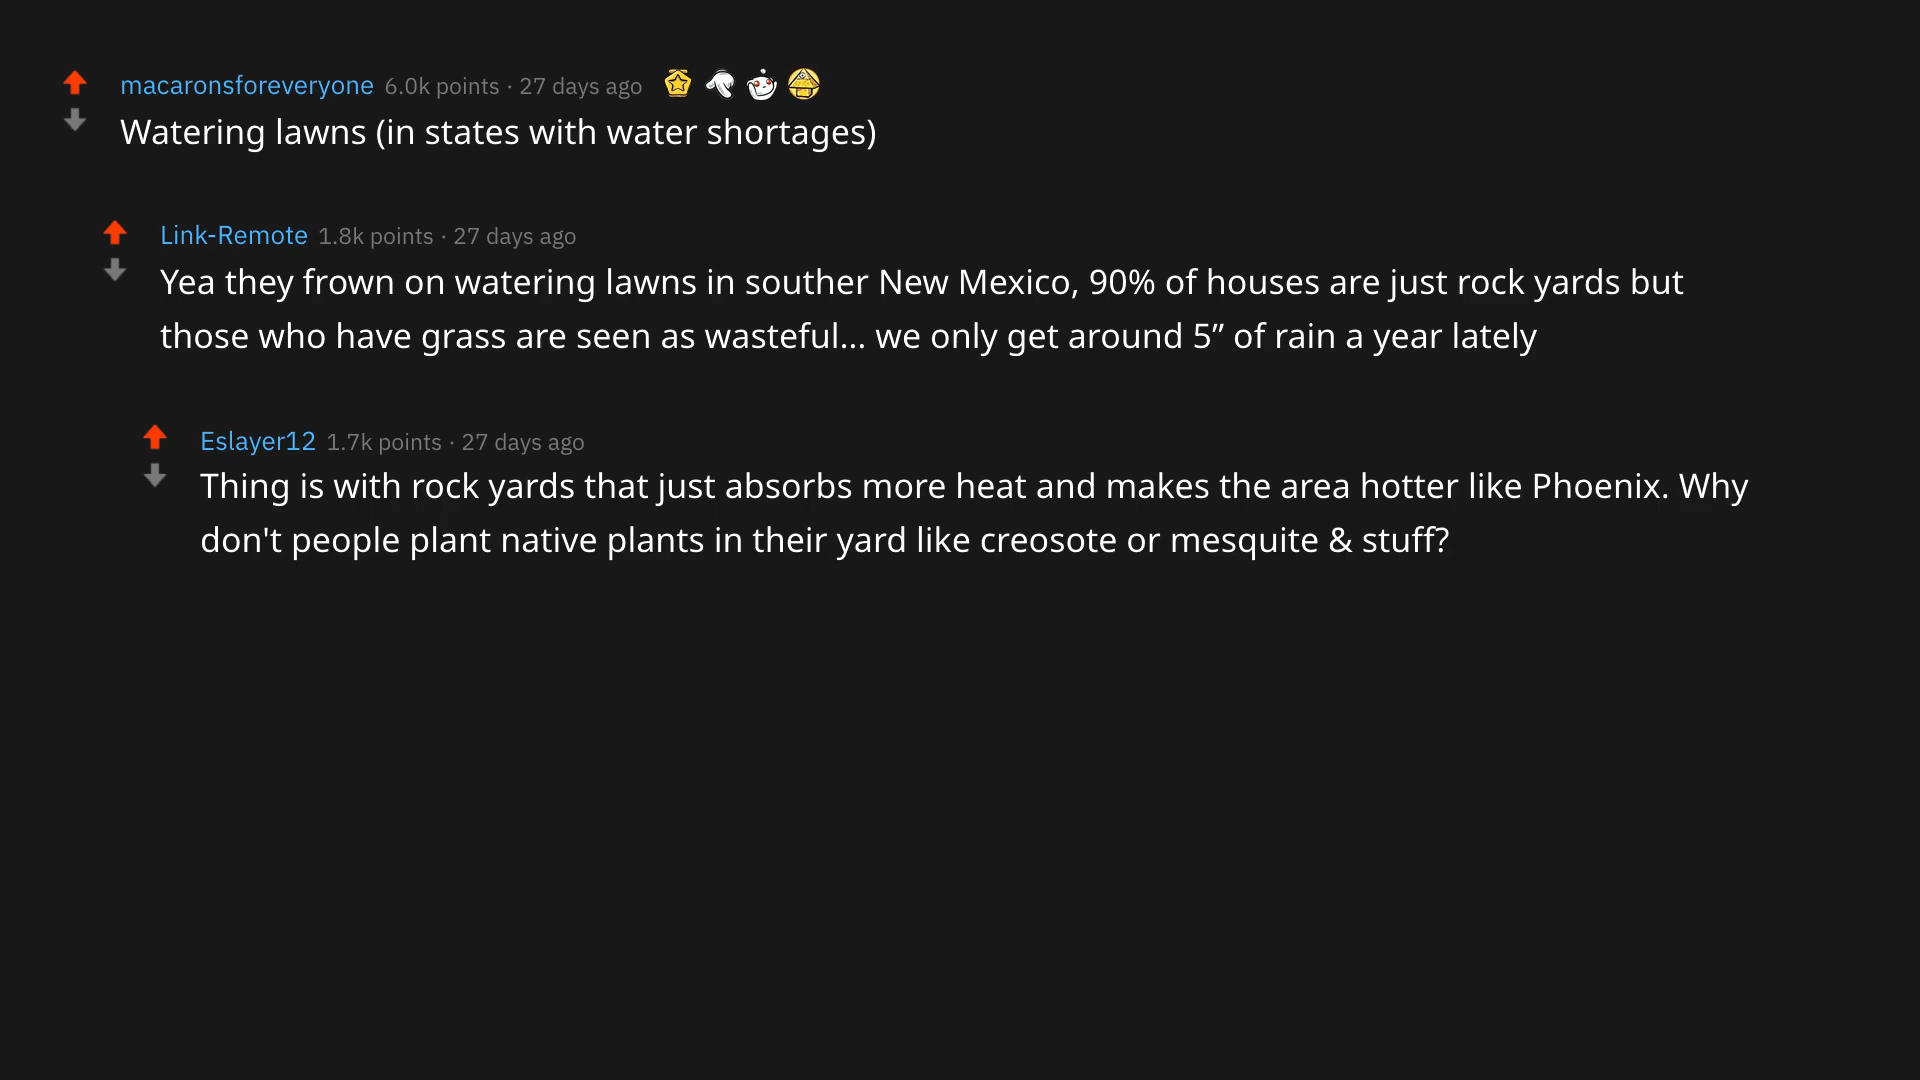 macaronsforeveryone 6.0k points · 27 days ago
Watering lawns (in states with water shortages)
Link-Remote 1.8k points · 27 days ago
Yea they frown on watering lawns in souther New Mexico, 90% of houses are just rock yards but
those who have grass are seen as wasteful... we only get around 5” of rain a year lately
Eslayer12 1.7k points · 27 days ago
Thing is with rock yards that just absorbs more heat and makes the area hotter like Phoenix. Why
don't people plant native plants in their yard like creosote or mesquite & stuff?